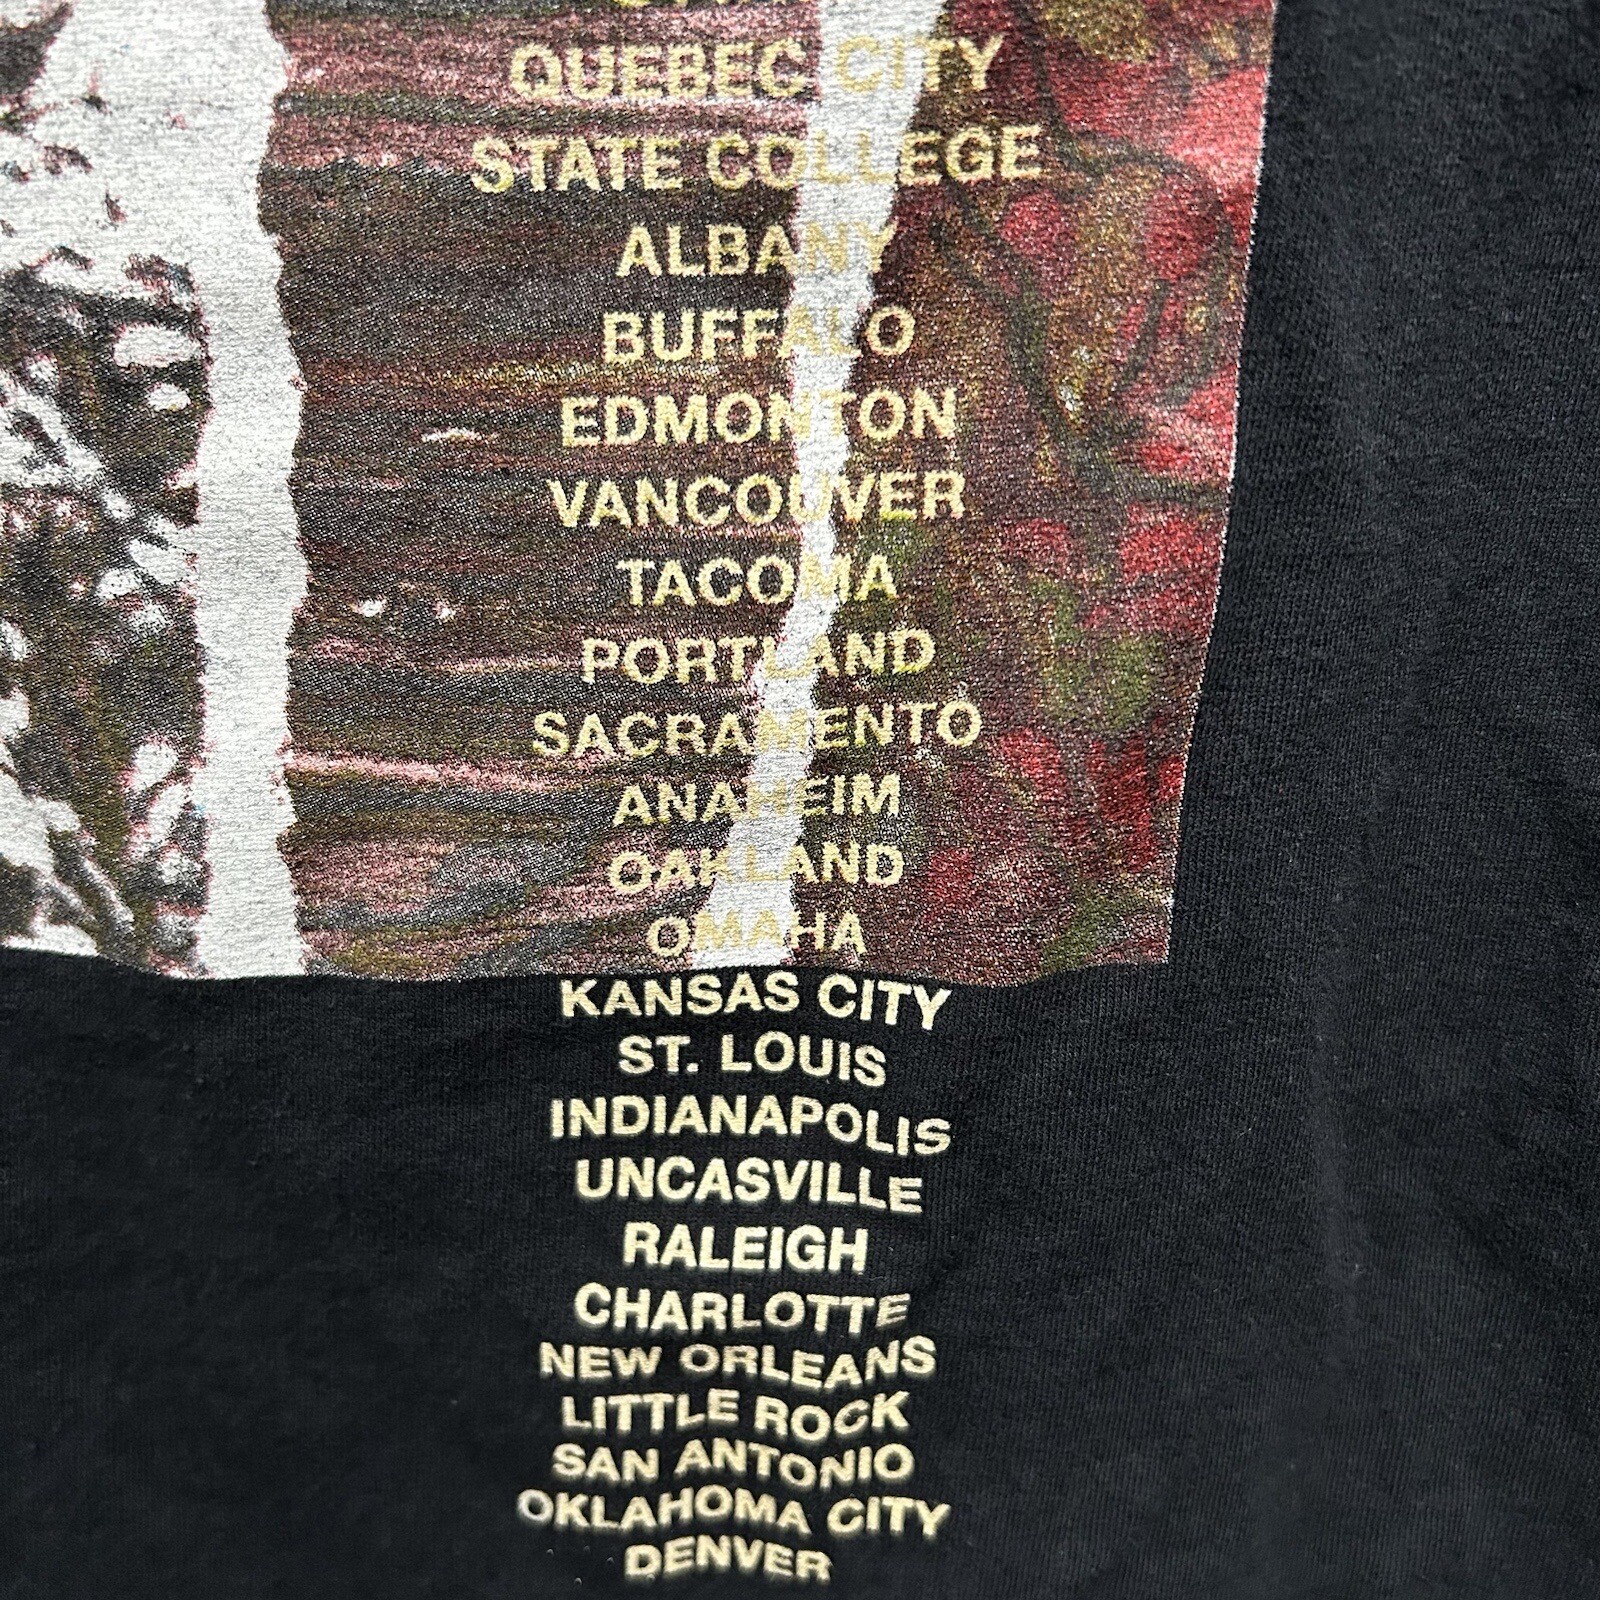 QUEBEC CITY
STATE COLLEGE
ALBANY
BUFFALO
EDMONTON
VANCOUVER
TACOMA
PORTLAND
SACRAMENTO
ANAHEIM
OAKLAND
OMAHA
KANSAS CITY
ST. LOUIS
INDIANAPOLIS
UNCASVILLE
RALEIGH
CHARLOTTE
NEW ORLEANS
LITTLE ROCK
SAN ANTONIO
OKLAHOMA CITY
DENVER